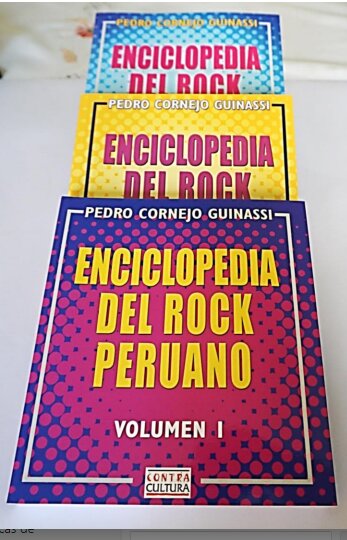 PEDRO CORNEJO GUINASSI
ENCICLOPEDIA
DEL ROCK
PEDRO CORNEJO GUINASSI
ENCICLOPEDIA
DEL ROCK
PEDRO CORNEJO GUINASSI
ENCICLOPEDIA
DEL ROCK
PERUANO
VOLUMEN I
CONTRA
CULTURA